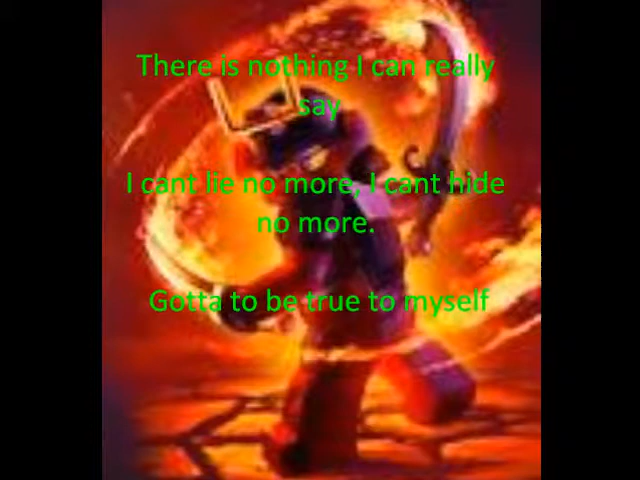 There is nothing I can really
say
I cant lie no more, I cant hide
no more.
Gotta to be true to myself